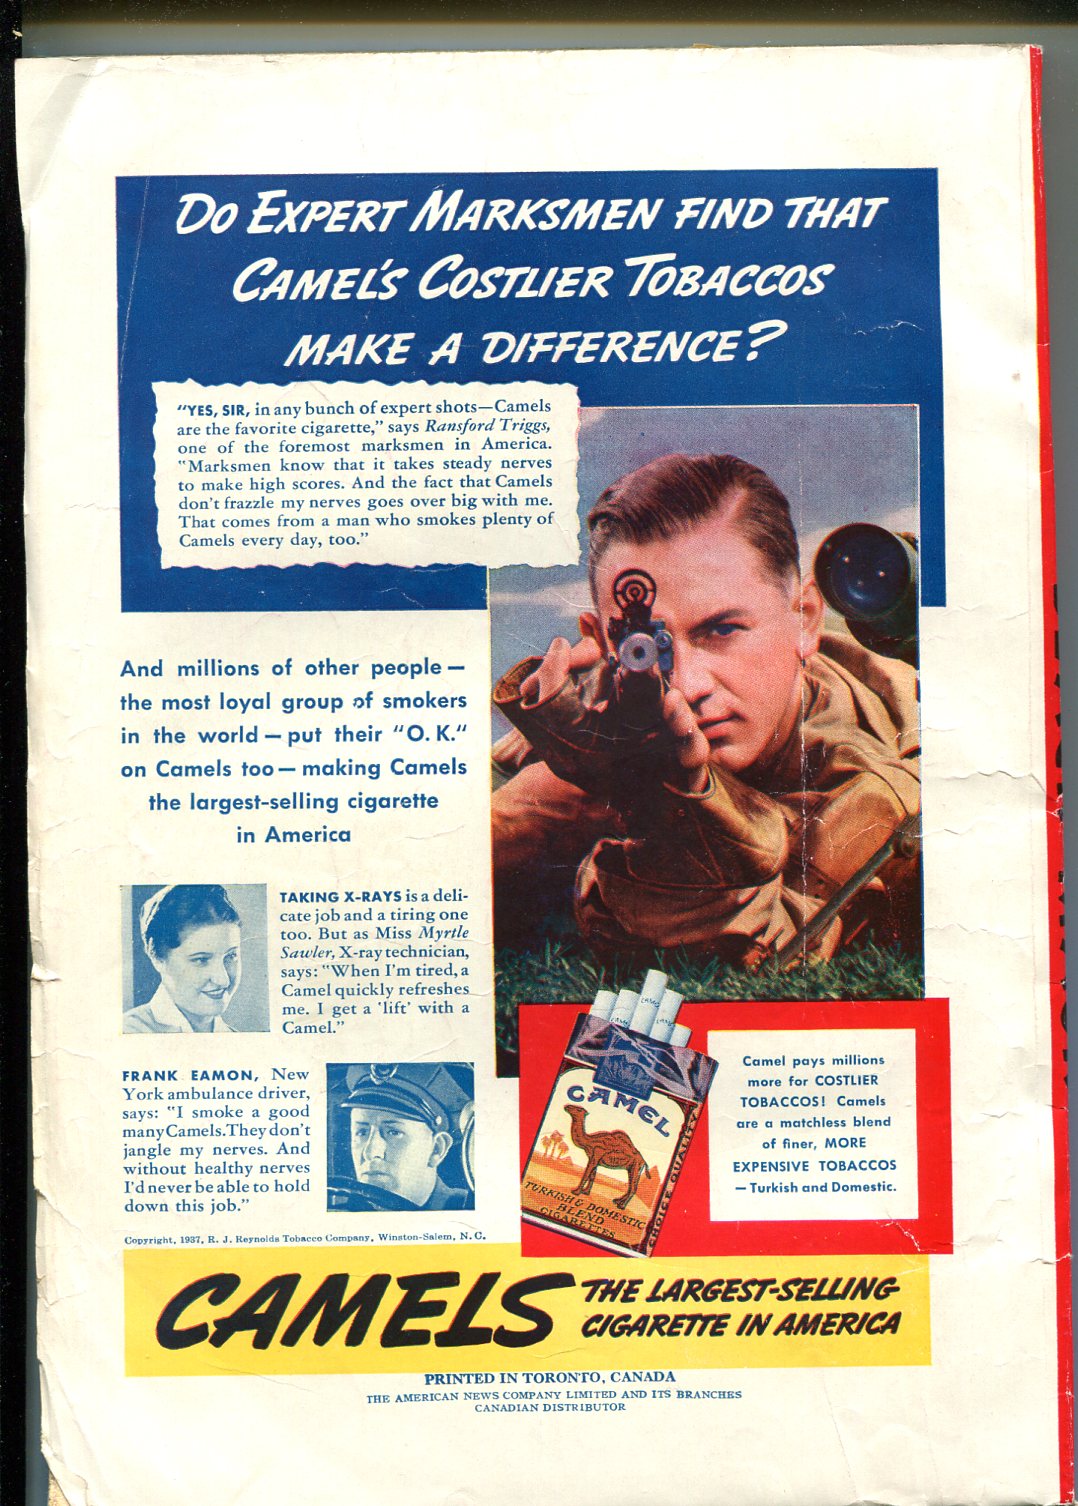 DO EXPERT MARKSMEN FIND THAT
CAMEL'S COSTLIER TOBACCOS
MAKE A DIFFERENCE?
"YES, SIR, in any bunch of expert shots—Camels
are the favorite cigarette," says Ransford Triggs,
one of the foremost marksmen in America.
"Marksmen know that it takes steady nerves
to make high scores. And the fact that Camels
don't frazzle my nerves goes over big with me.
That comes from a man who smokes plenty of
Camels every day, too."
And millions of other people—
the most loyal group of smokers
in the world—put their "O.K."
on Camels too—making Camels
the largest-selling cigarette
in America
TAKING X-RAYS is a deli-
cate job and a tiring one
too. But as Miss Myrtle
Sawler, X-ray technician,
says: "When I'm tired, a
Camel quickly refreshes
me. I get a 'lift' with a
Camel."
FRANK EAMON, New
York ambulance driver,
says: "I smoke a good
many Camels. They don't
jangle my nerves. And
without healthy nerves
I'd never be able to hold
down this job."
CAMEL
TURKISH & DOMESTIC
BLEND
CIGARETTES
CHOICE QUALITY
Camel pays millions
more for COSTLIER
TOBACCOS! Camels
are a matchless blend
of finer, MORE
EXPENSIVE TOBACCOS
—Turkish and Domestic.
Copyright, 1937, R. J. Reynolds Tobacco Company, Winston-Salem, N. C.
CAMELS THE LARGEST-SELLING
CIGARETTE IN AMERICA
PRINTED IN TORONTO, CANADA
THE AMERICAN NEWS COMPANY LIMITED AND ITS BRANCHES
CANADIAN DISTRIBUTOR